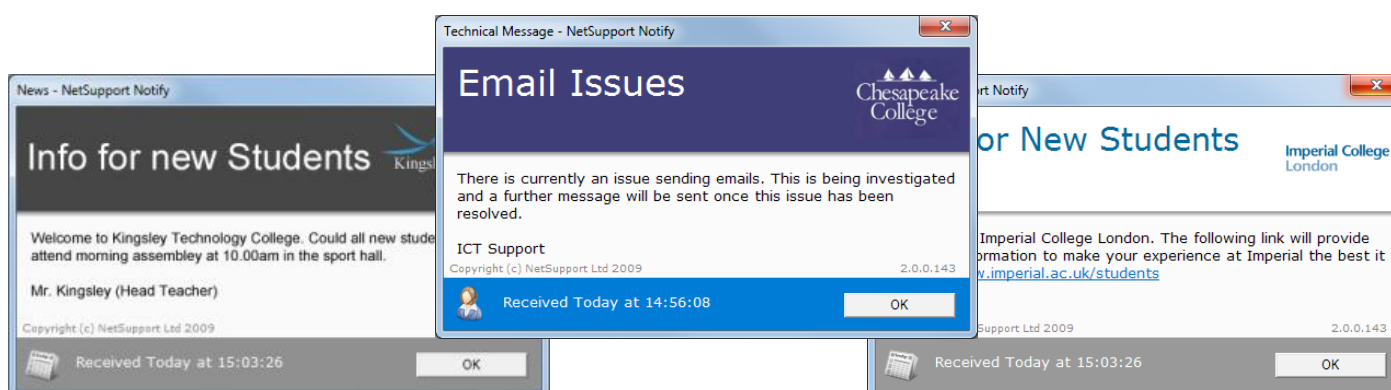 News - NetSupport Notify
Info for new Students
Welcome to Kingsley Technology College. Could all new
attend morning assembley at 10.00am in the sport hall.
Mr. Kingsley (Head Teacher)
Copyright (c) NetSupport Ltd 2009
Received Today at 15:03:26
OK
Technical Message - NetSupport Notify
Email Issues
Chesapeake
College
There is currently an issue sending emails. This is being investigated
and a further message will be sent once this issue has been
resolved.
ICT Support
Copyright (c) NetSupport Ltd 2009
2.0.0.143
Received Today at 14:56:08
OK
Notify
or New Students
Imperial College
London
Imperial College London. The following link will provide
ormation to make your experience at Imperial the best it
w.imperial.ac.uk/students
Support Ltd 2009
2.0.0.143
Received Today at 15:03:26
OK